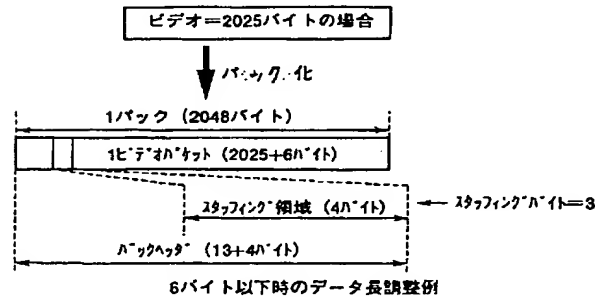 ビデオ=2025バイトの場合
パック化
1パック (2048バイト)
1ビデオパケット (2025+6バイト)
スタッフィング領域 (4バイト)
スタッフィングバイト=3
パックヘッダ (13+4バイト)
6バイト以下時のデータ長調整例